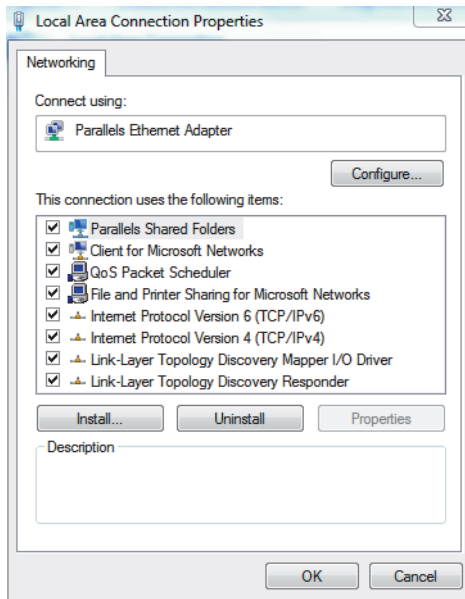 Local Area Connection Properties
Networking
Connect using:
Parallels Ethernet Adapter
Configure...
This connection uses the following items:
Parallels Shared Folders
Client for Microsoft Networks
QoS Packet Scheduler
File and Printer Sharing for Microsoft Networks
Internet Protocol Version 6 (TCP/IPv6)
Internet Protocol Version 4 (TCP/IPv4)
Link-Layer Topology Discovery Mapper I/O Driver
Link-Layer Topology Discovery Responder
Install... Uninstall Properties
Description
OK Cancel